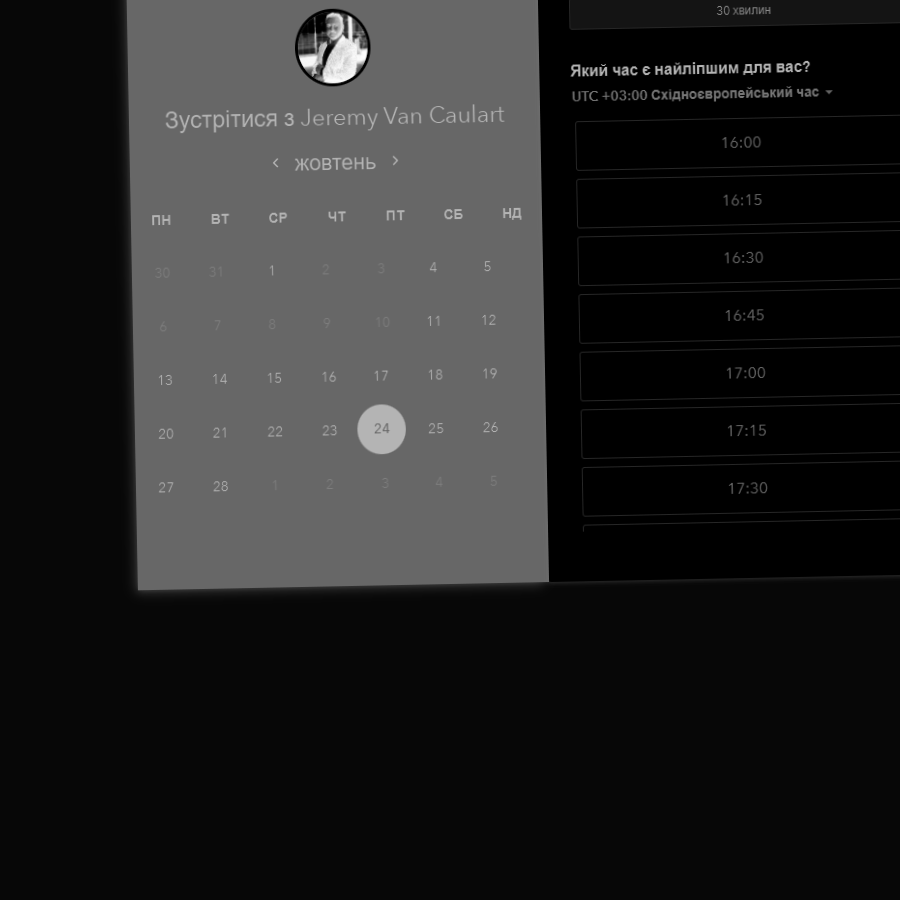 Зустрітися з Jeremy Van Caulart
‹ жовтень ›
ПН ВТ СР ЧТ ПТ СБ НД
30 31 1 2 3 4 5
6 7 8 9 10 11 12
13 14 15 16 17 18 19
20 21 22 23 24 25 26
27 28 1 2 3 4 5
30 хвилин
Який час є найліпшим для вас?
UTC +03:00 Східноєвропейський час
16:00
16:15
16:30
16:45
17:00
17:15
17:30